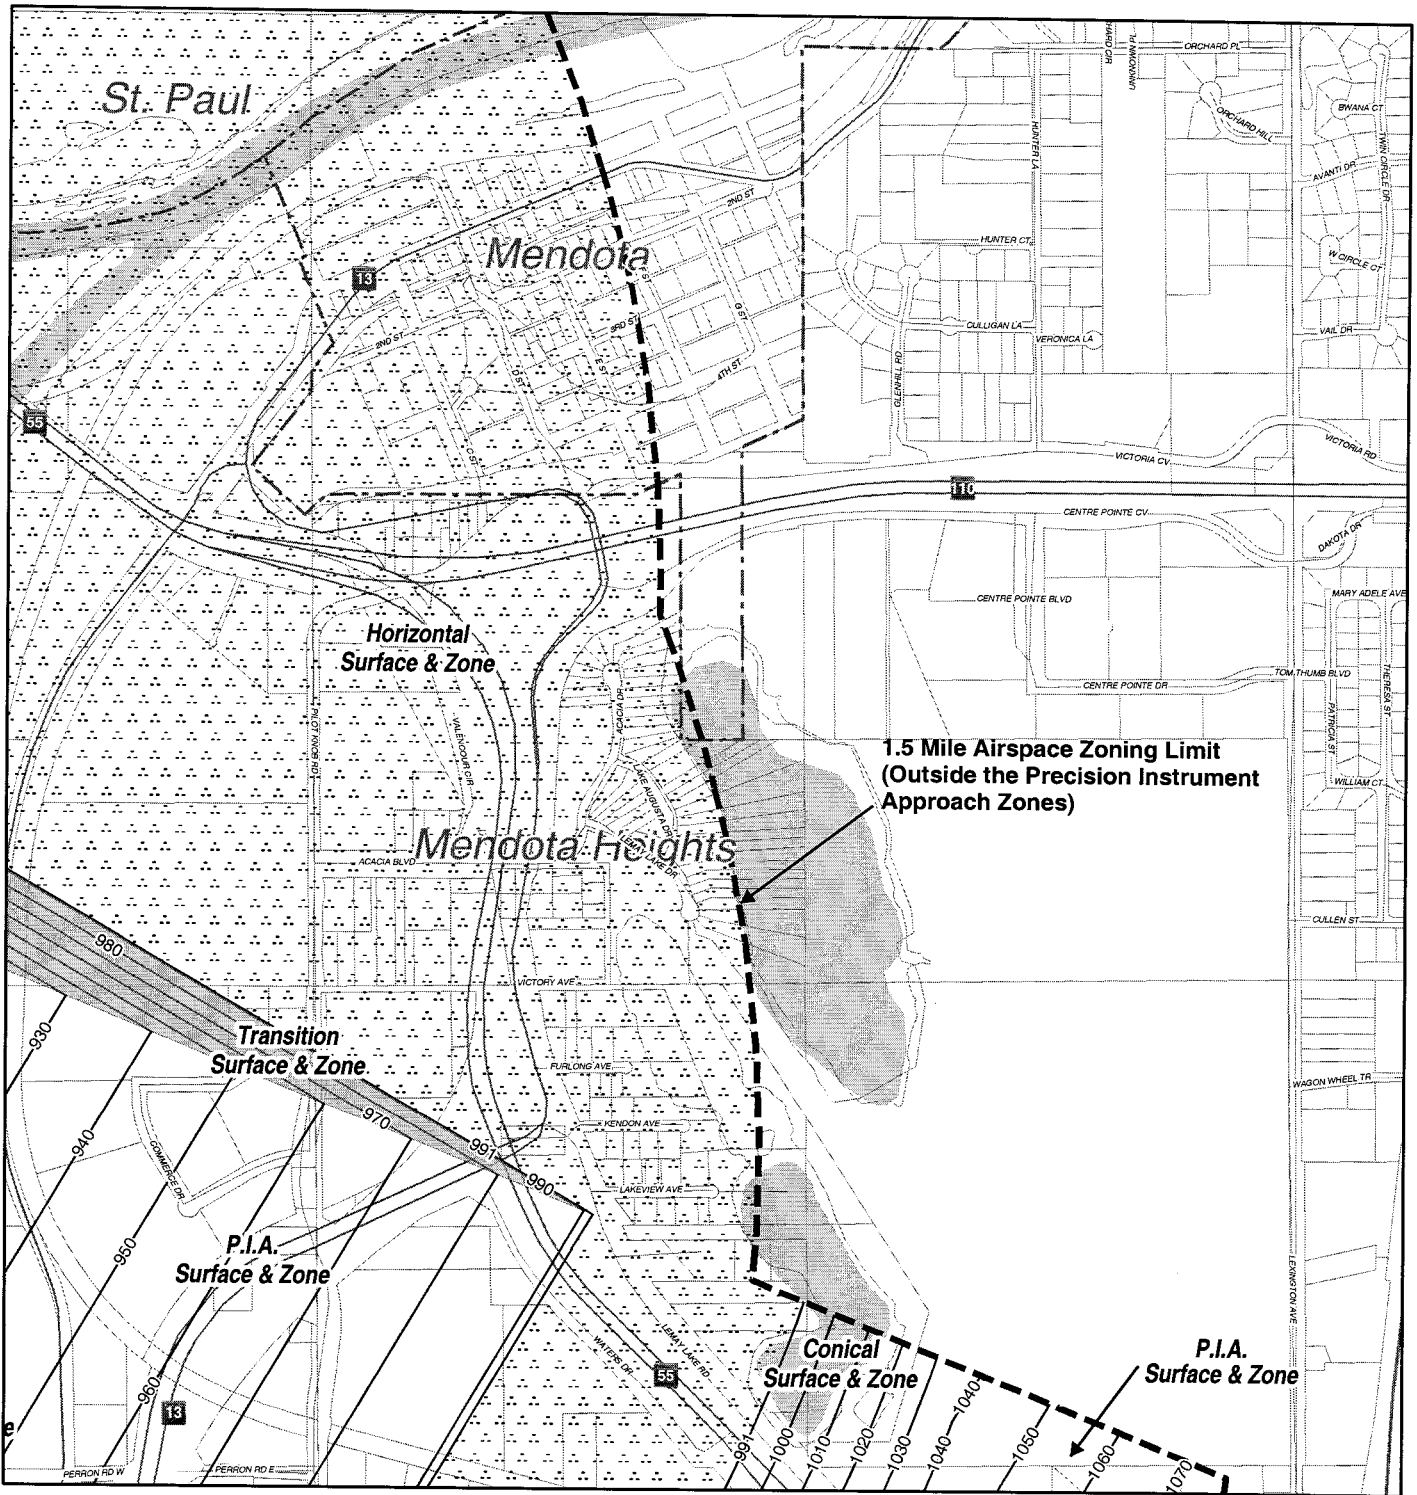 ORCHARD PL
UNKNOWN PL
St. Paul
BWANA CT
ORCHARD HILL
TWIN CIRCLE DR
HUNTER LA
AVANTI DR
2ND ST
Mendota
HUNTER CT
W CIRCLE CT
13
G ST
3RD ST
CULLIGAN LA
VAIL DR
2ND ST
VERONICA LA
E ST
D ST
4TH ST
GLENHILL RD
55
C ST
VICTORIA RD
VICTORIA CV
110
CENTRE POINTE CV
DAKOTA DR
CENTRE POINTE BLVD
MARY ADELE AVE
Horizontal
Surface & Zone
TOM THUMB BLVD
CENTRE POINTE DR
THERESA ST
PATRICIA ST
ACACIA DR
PILOT KNOB RD
VALENCOUR CIR
1.5 Mile Airspace Zoning Limit
(Outside the Precision Instrument
Approach Zones)
WILLIAM CT
LAKE AUGUSTA DR
Mendota Heights
LEMAY LAKE DR
ACACIA BLVD
CULLEN ST
980
VICTORY AVE
930
Transition
Surface & Zone
FURLONG AVE
WAGON WHEEL TR
970
KENDON AVE
940
991
COMMERCE DR
990
LAKEVIEW AVE
950
P.I.A.
Surface & Zone
LEXINGTON AVE
WATERS DR
LEMAY LAKE RD
Conical
Surface & Zone
P.I.A.
Surface & Zone
55
960
13
e
991
1000
1010
1020
1030
1040
1040
1050
1060
1070
PERRON RD W
PERRON RD E